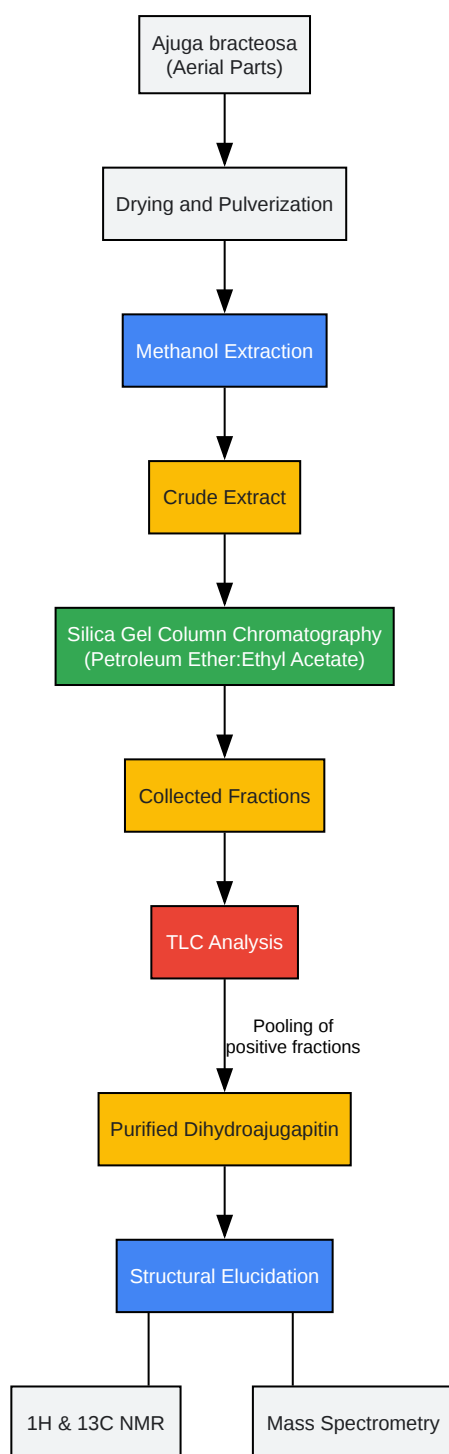 Ajuga bracteosa
(Aerial Parts)
Drying and Pulverization
Methanol Extraction
Crude Extract
Silica Gel Column Chromatography
(Petroleum Ether:Ethyl Acetate)
Collected Fractions
TLC Analysis
Pooling of
positive fractions
Purified Dihydroajugapitin
Structural Elucidation
1H & 13C NMR
Mass Spectrometry